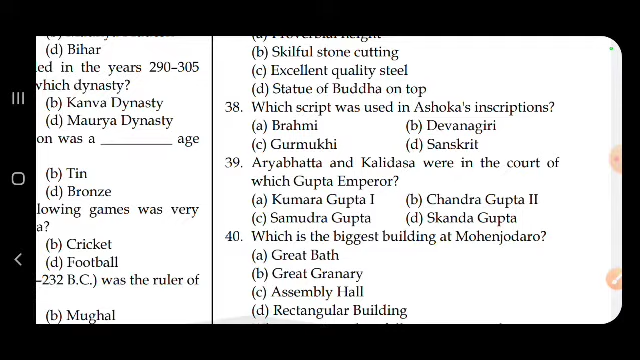 (d) Bihar
ed in the years 290–305
which dynasty?
(b) Kanva Dynasty
(d) Maurya Dynasty
on was a ________ age
(b) Tin
(d) Bronze
lowing games was very
a?
(b) Cricket
(d) Football
–232 B.C.) was the ruler of
(b) Mughal
(a) Proverbial height
(b) Skilful stone cutting
(c) Excellent quality steel
(d) Statue of Buddha on top
38. Which script was used in Ashoka's inscriptions?
(a) Brahmi (b) Devanagiri
(c) Gurmukhi (d) Sanskrit
39. Aryabhatta and Kalidasa were in the court of
which Gupta Emperor?
(a) Kumara Gupta I (b) Chandra Gupta II
(c) Samudra Gupta (d) Skanda Gupta
40. Which is the biggest building at Mohenjodaro?
(a) Great Bath
(b) Great Granary
(c) Assembly Hall
(d) Rectangular Building